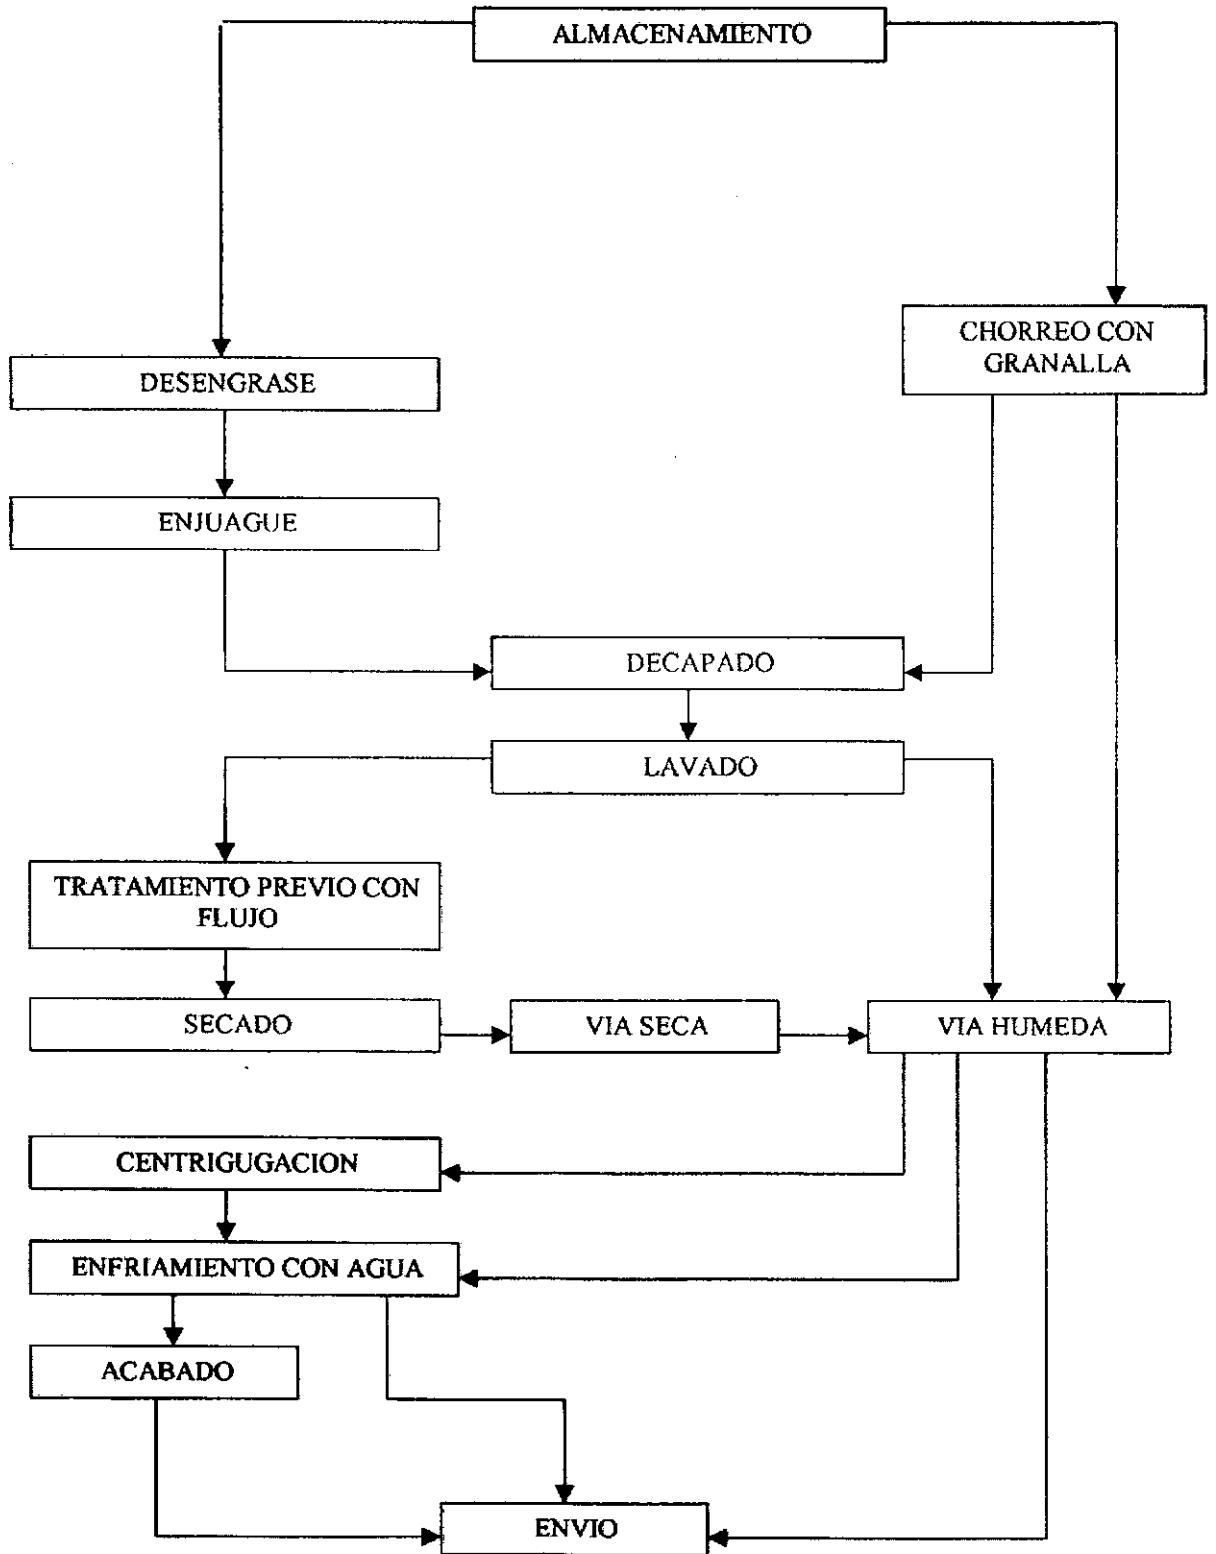 ALMACENAMIENTO
CHORREO CON
GRANALLA
DESENGRASE
ENJUAGUE
DECAPADO
LAVADO
TRATAMIENTO PREVIO CON
FLUJO
SECADO
VIA SECA
VIA HUMEDA
CENTRIGUGACION
ENFRIAMIENTO CON AGUA
ACABADO
ENVIO